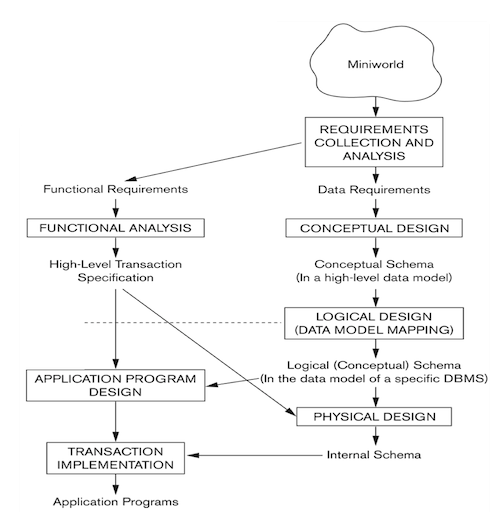 Miniworld
REQUIREMENTS
COLLECTION AND
ANALYSIS
Functional Requirements
Data Requirements
FUNCTIONAL ANALYSIS
CONCEPTUAL DESIGN
High-Level Transaction
Specification
Conceptual Schema
(In a high-level data model)
LOGICAL DESIGN
(DATA MODEL MAPPING)
Logical (Conceptual) Schema
(In the data model of a specific DBMS)
APPLICATION PROGRAM
DESIGN
PHYSICAL DESIGN
TRANSACTION
IMPLEMENTATION
Internal Schema
Application Programs